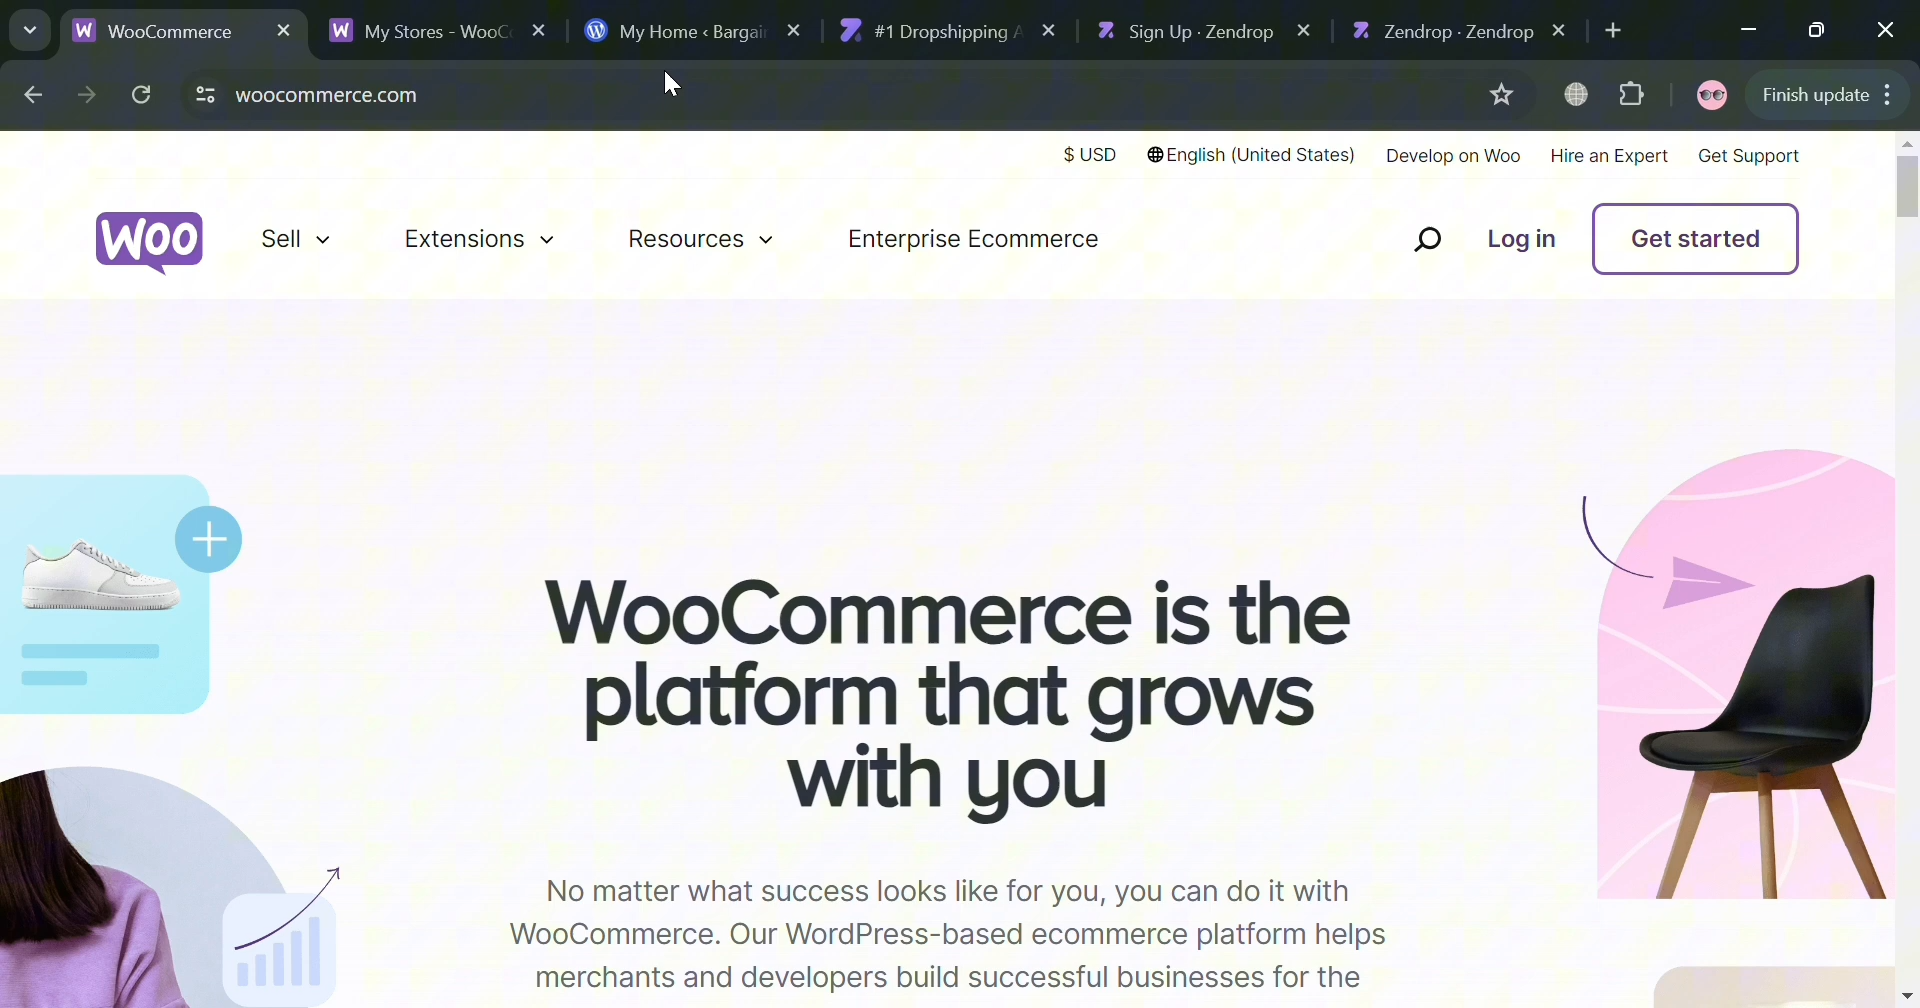 WooCommerce
My Stores - WooC
My Home ‹ Bargai
#1 Dropshipping A
Sign Up · Zendrop
Zendrop · Zendrop
woocommerce.com
Finish update
$ USD
English (United States)
Develop on Woo
Hire an Expert
Get Support
Woo
Sell
Extensions
Resources
Enterprise Ecommerce
Log in
Get started
WooCommerce is the
platform that grows
with you
No matter what success looks like for you, you can do it with
WooCommerce. Our WordPress-based ecommerce platform helps
merchants and developers build successful businesses for the